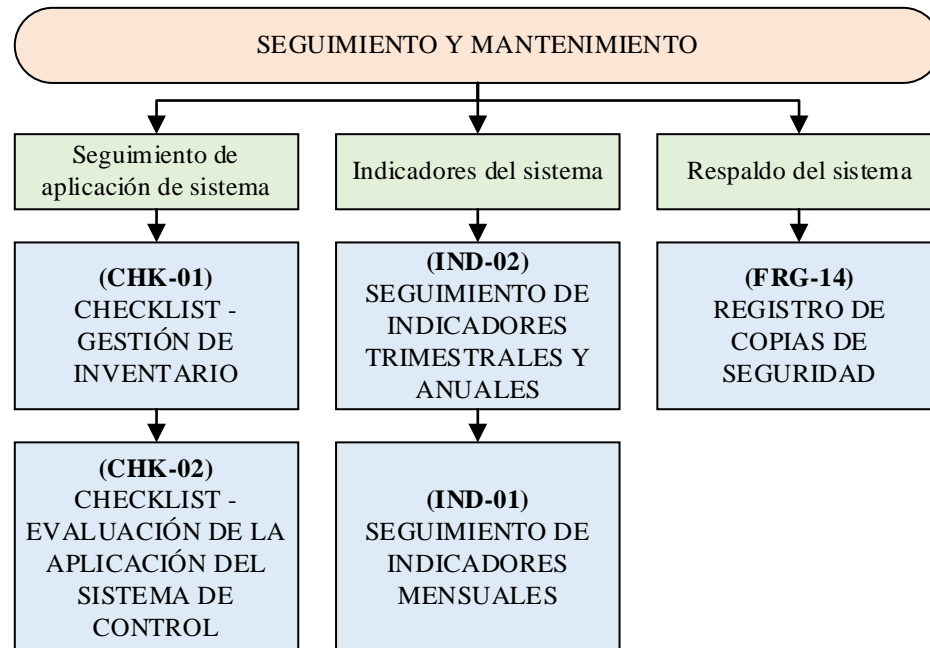 SEGUIMIENTO Y MANTENIMIENTO
Seguimiento de
aplicación de sistema
Indicadores del sistema
Respaldo del sistema
(CHK-01)
CHECKLIST -
GESTIÓN DE
INVENTARIO
(IND-02)
SEGUIMIENTO DE
INDICADORES
TRIMESTRALES Y
ANUALES
(FRG-14)
REGISTRO DE
COPIAS DE
SEGURIDAD
(CHK-02)
CHECKLIST -
EVALUACIÓN DE LA
APLICACIÓN DEL
SISTEMA DE
CONTROL
(IND-01)
SEGUIMIENTO DE
INDICADORES
MENSUALES